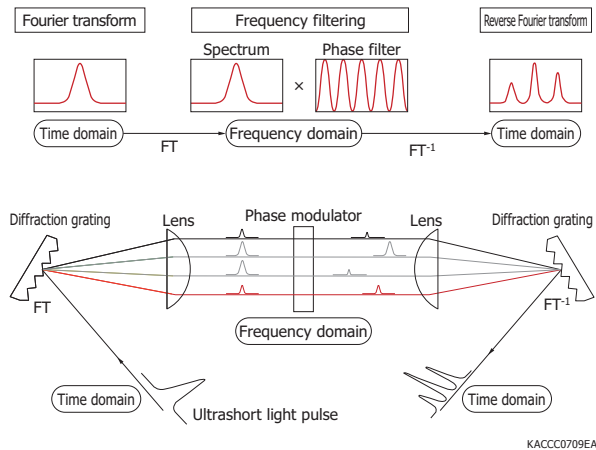 Fourier transform
Frequency filtering
Reverse Fourier transform
Spectrum
Phase filter
×
Time domain
FT
Frequency domain
FT-1
Time domain
Diffraction grating
Lens
Phase modulator
Lens
Diffraction grating
FT
FT-1
Frequency domain
Time domain
Ultrashort light pulse
Time domain
KACCC0709EA